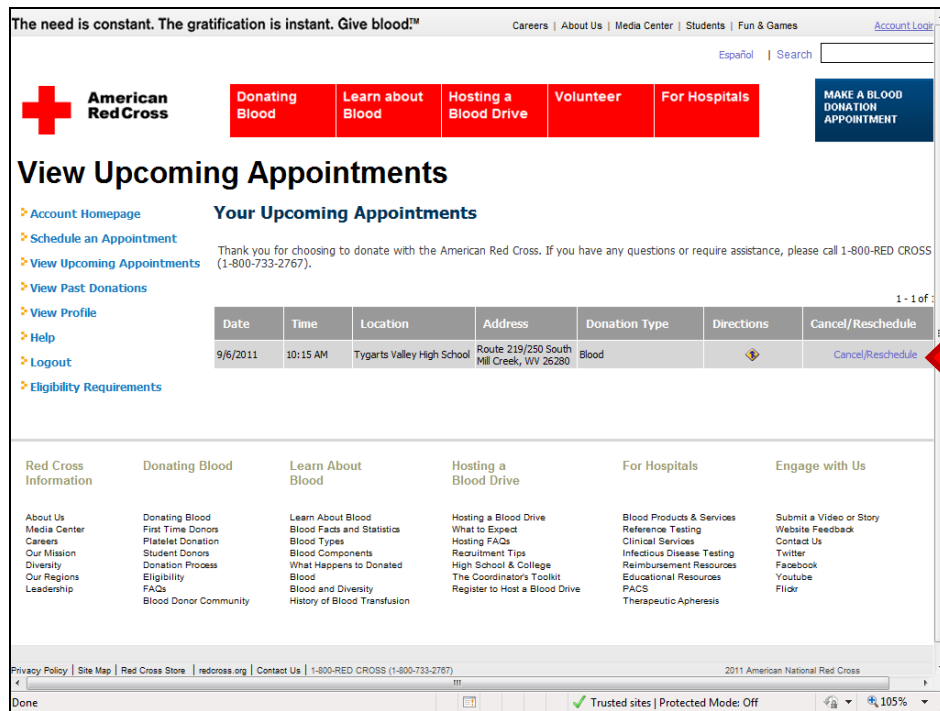 The need is constant. The gratification is instant. Give blood.™
Careers | About Us | Media Center | Students | Fun & Games
Account Login
Español | Search
American
Red Cross
Donating
Blood
Learn about
Blood
Hosting a
Blood Drive
Volunteer
For Hospitals
MAKE A BLOOD
DONATION
APPOINTMENT
View Upcoming Appointments
Account Homepage
Schedule an Appointment
View Upcoming Appointments
View Past Donations
View Profile
Help
Logout
Eligibility Requirements
Your Upcoming Appointments
Thank you for choosing to donate with the American Red Cross. If you have any questions or require assistance, please call 1-800-RED CROSS
(1-800-733-2767).
1 - 1 of
Date Time Location Address Donation Type Directions Cancel/Reschedule
9/6/2011 10:15 AM Tygarts Valley High School Route 219/250 South Blood Cancel/Reschedule
Mill Creek, WV 26280
Red Cross
Information
About Us
Media Center
Careers
Our Mission
Diversity
Our Regions
Leadership
Donating Blood
Donating Blood
First Time Donors
Platelet Donation
Student Donors
Donation Process
Eligibility
FAQs
Blood Donor Community
Learn About
Blood
Learn About Blood
Blood Facts and Statistics
Blood Types
Blood Components
What Happens to Donated
Blood
Blood and Diversity
History of Blood Transfusion
Hosting a
Blood Drive
Hosting a Blood Drive
What to Expect
Hosting FAQs
Recruitment Tips
High School & College
The Coordinator's Toolkit
Register to Host a Blood Drive
For Hospitals
Blood Products & Services
Reference Testing
Clinical Services
Infectious Disease Testing
Reimbursement Resources
Educational Resources
PACS
Therapeutic Apheresis
Engage with Us
Submit a Video or Story
Website Feedback
Contact Us
Twitter
Facebook
Youtube
Flickr
Privacy Policy | Site Map | Red Cross Store | redcross.org | Contact Us | 1-800-RED CROSS (1-800-733-2767)
2011 American National Red Cross
Done
Trusted sites | Protected Mode: Off
105%